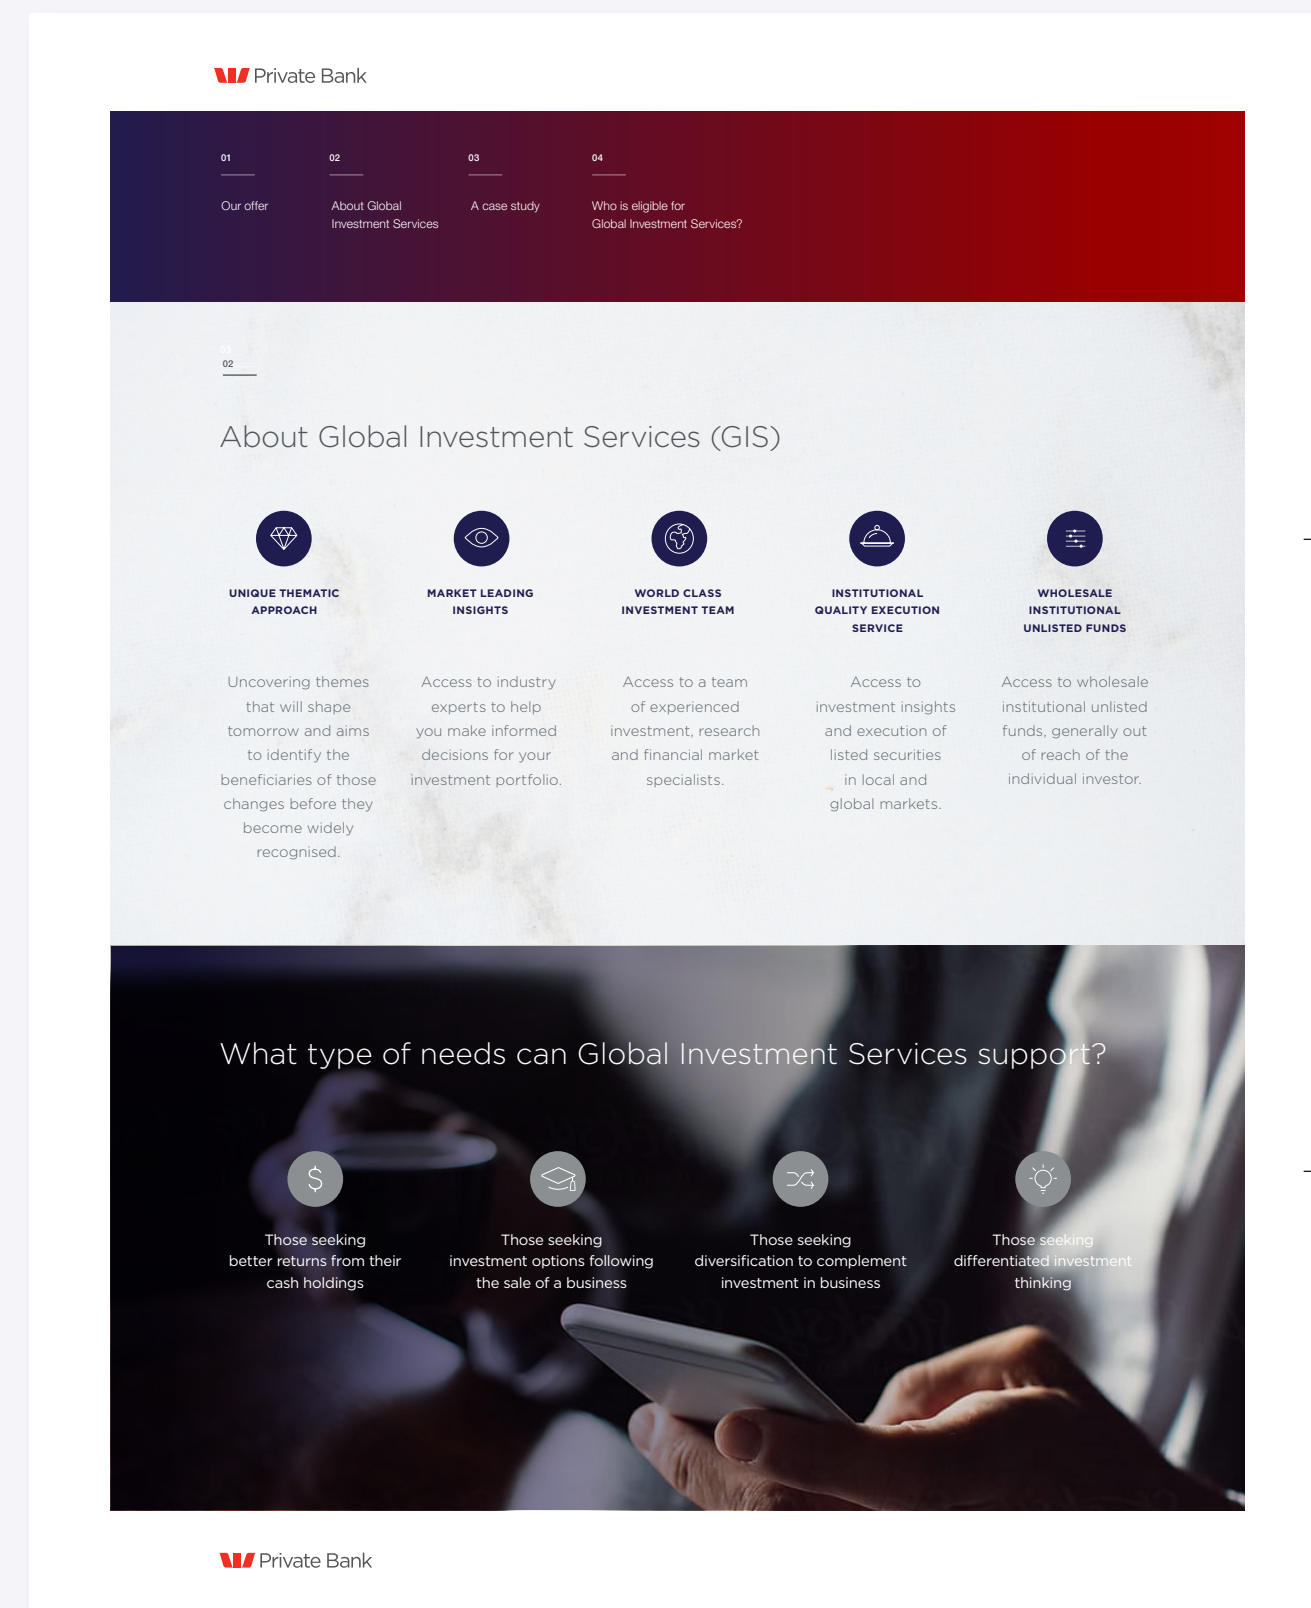 Private Bank
01
02
03
04
Our offer
About Global
Investment Services
A case study
Who is eligible for
Global Investment Services?
03
02
About Global Investment Services (GIS)
UNIQUE THEMATIC
APPROACH
Uncovering themes
that will shape
tomorrow and aims
to identify the
beneficiaries of those
changes before they
become widely
recognised.
MARKET LEADING
INSIGHTS
Access to industry
experts to help
you make informed
decisions for your
investment portfolio.
WORLD CLASS
INVESTMENT TEAM
Access to a team
of experienced
investment, research
and financial market
specialists.
INSTITUTIONAL
QUALITY EXECUTION
SERVICE
Access to
investment insights
and execution of
listed securities
in local and
global markets.
WHOLESALE
INSTITUTIONAL
UNLISTED FUNDS
Access to wholesale
institutional unlisted
funds, generally out
of reach of the
individual investor.
What type of needs can Global Investment Services support?
Those seeking
better returns from their
cash holdings
Those seeking
investment options following
the sale of a business
Those seeking
diversification to complement
investment in business
Those seeking
differentiated investment
thinking
Private Bank